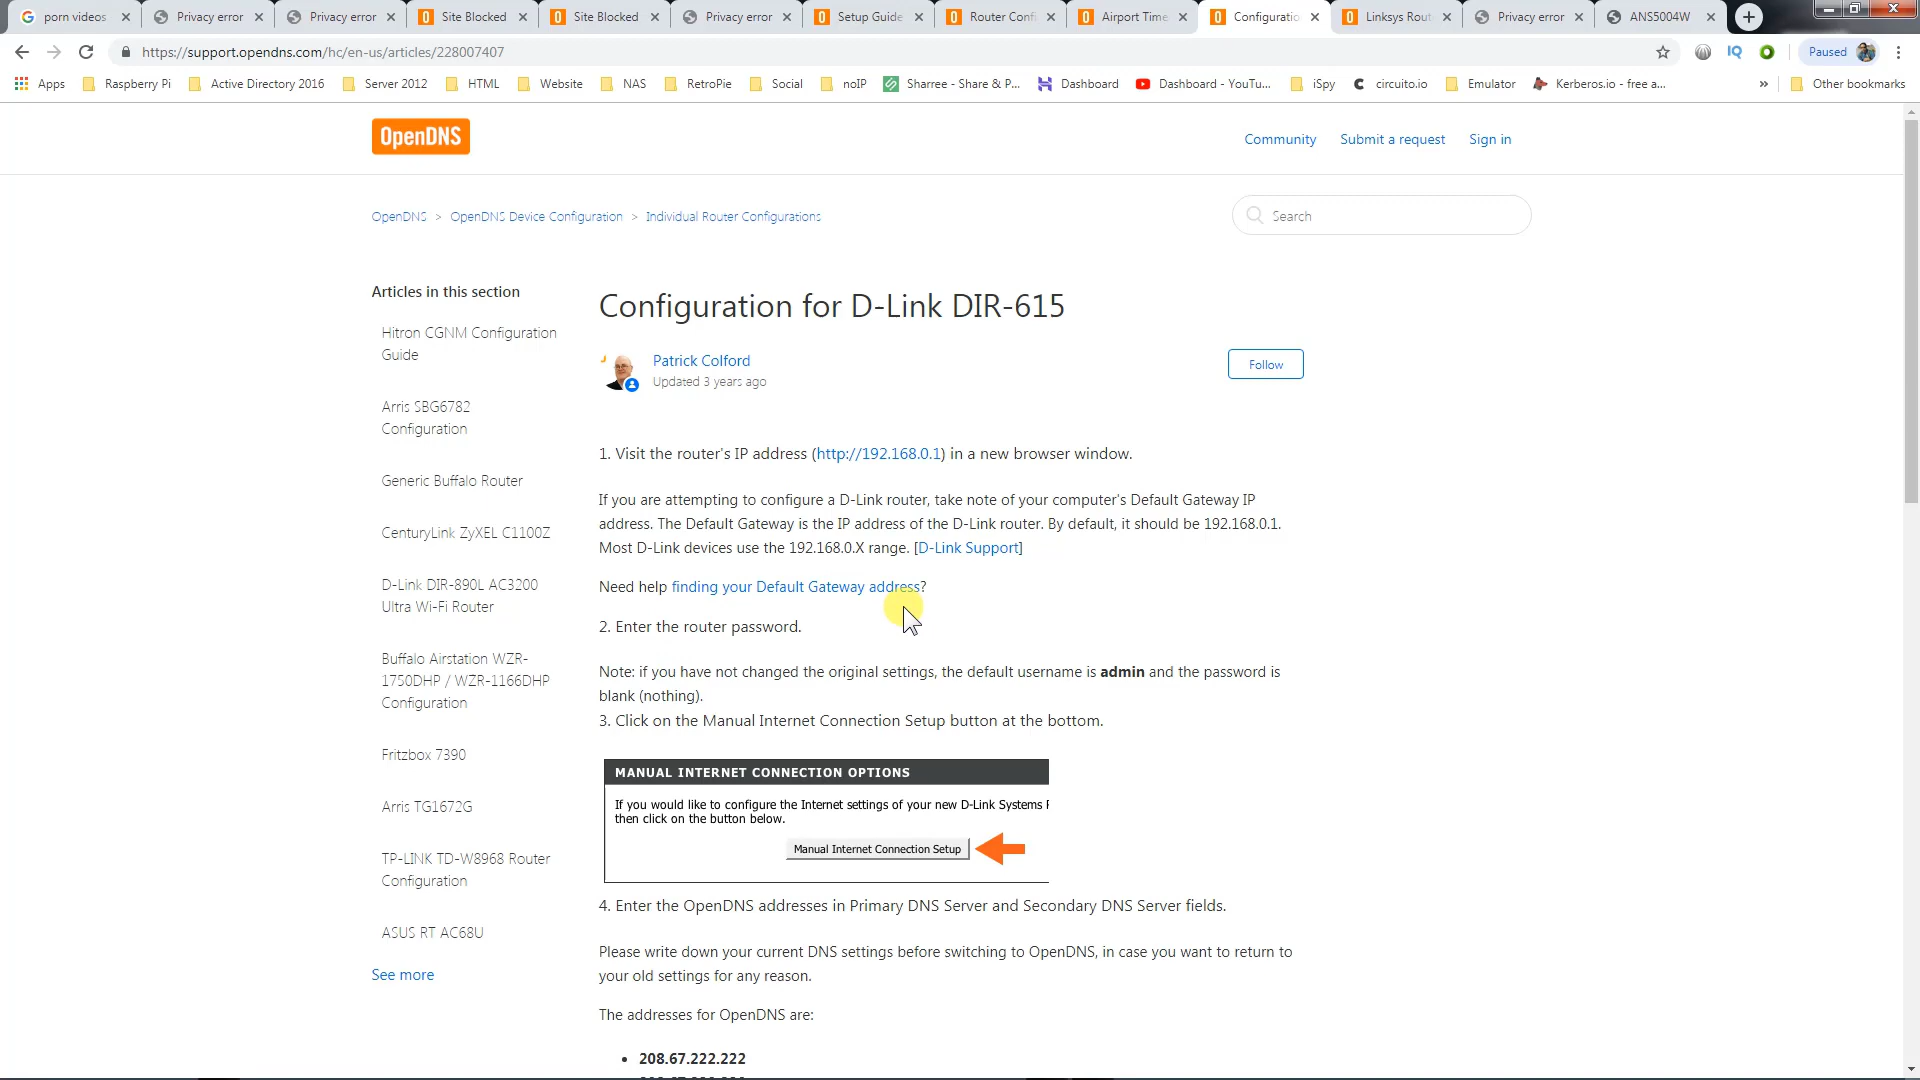 porn videos
Privacy error
Privacy error
Site Blocked
Site Blocked
Privacy error
Setup Guide
Router Confi
Airport Time
Configuratio
Linksys Rout
Privacy error
ANS5004W
https://support.opendns.com/hc/en-us/articles/228007407
IQ
Paused
Apps
Raspberry Pi
Active Directory 2016
Server 2012
HTML
Website
NAS
RetroPie
Social
noIP
Sharree - Share & P...
Dashboard
Dashboard - YouTu...
iSpy
circuito.io
Emulator
Kerberos.io - free a...
»
Other bookmarks
OpenDNS
Community
Submit a request
Sign in
OpenDNS > OpenDNS Device Configuration > Individual Router Configurations
Search
Articles in this section
Hitron CGNM Configuration
Guide
Arris SBG6782
Configuration
Generic Buffalo Router
CenturyLink ZyXEL C1100Z
D-Link DIR-890L AC3200
Ultra Wi-Fi Router
Buffalo Airstation WZR-
1750DHP / WZR-1166DHP
Configuration
Fritzbox 7390
Arris TG1672G
TP-LINK TD-W8968 Router
Configuration
ASUS RT AC68U
See more
Configuration for D-Link DIR-615
Patrick Colford
Updated 3 years ago
Follow
1. Visit the router's IP address (http://192.168.0.1) in a new browser window.
If you are attempting to configure a D-Link router, take note of your computer's Default Gateway IP
address. The Default Gateway is the IP address of the D-Link router. By default, it should be 192.168.0.1.
Most D-Link devices use the 192.168.0.X range. [D-Link Support]
Need help finding your Default Gateway address?
2. Enter the router password.
Note: if you have not changed the original settings, the default username is admin and the password is
blank (nothing).
3. Click on the Manual Internet Connection Setup button at the bottom.
MANUAL INTERNET CONNECTION OPTIONS
If you would like to configure the Internet settings of your new D-Link Systems
then click on the button below.
Manual Internet Connection Setup
4. Enter the OpenDNS addresses in Primary DNS Server and Secondary DNS Server fields.
Please write down your current DNS settings before switching to OpenDNS, in case you want to return to
your old settings for any reason.
The addresses for OpenDNS are:
• 208.67.222.222